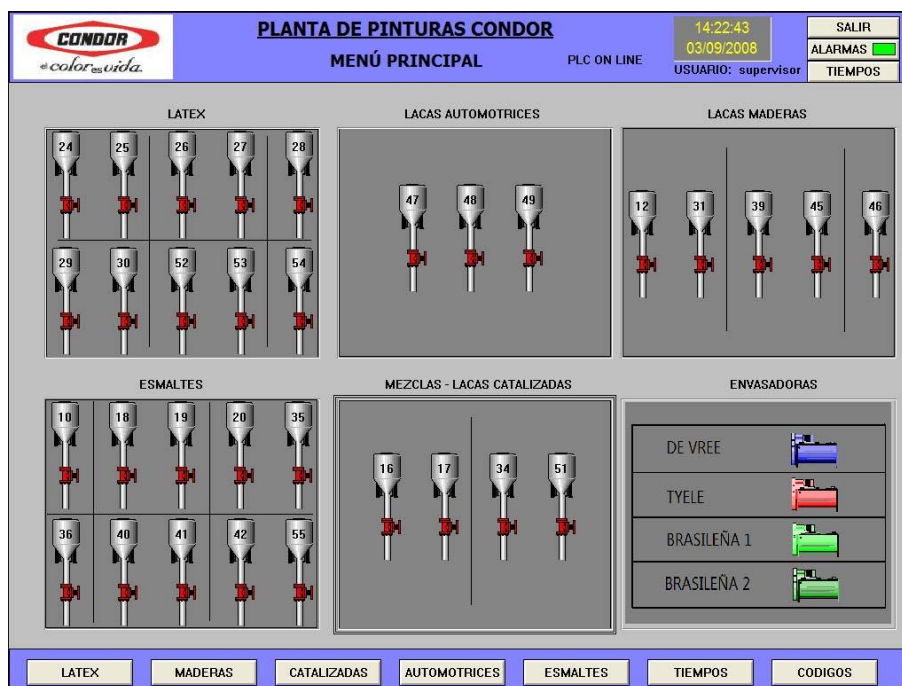 CONDOR
el color es vida.
PLANTA DE PINTURAS CONDOR
MENÚ PRINCIPAL
PLC ON LINE
14:22:43
03/09/2008
USUARIO: supervisor
SALIR
ALARMAS
TIEMPOS
LATEX
24 25 26 27 28
29 30 52 53 54
LACAS AUTOMOTRICES
47 48 49
LACAS MADERAS
12 31 39 45 46
ESMALTES
10 18 19 20 35
36 40 41 42 55
MEZCLAS - LACAS CATALIZADAS
16 17 34 51
ENVASADORAS
DE VREE
TYELE
BRASILEÑA 1
BRASILEÑA 2
LATEX MADERAS CATALIZADAS AUTOMOTRICES ESMALTES TIEMPOS CODIGOS